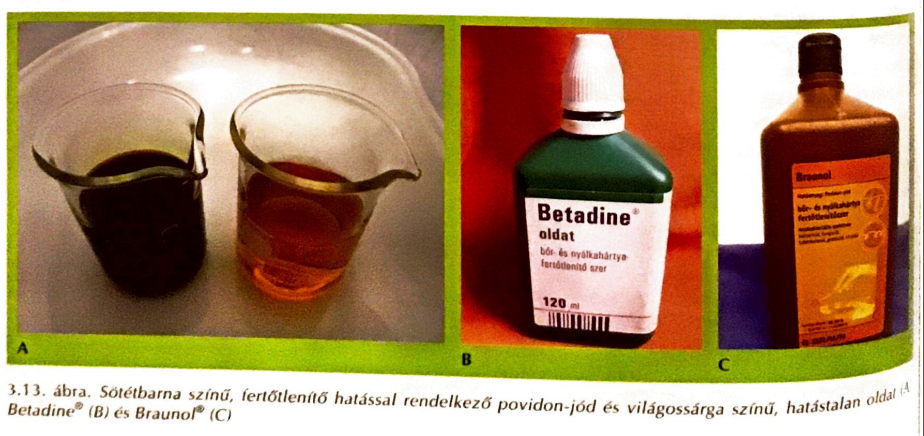 Betadine®
oldat
bőr- és nyálkahártya-
fertőtlenítő szer
120 ml
Braunol
bőr- és nyálkahártya
fertőtlenítőszer
A
B
C
3.13. ábra. Sötétbarna színű, fertőtlenítő hatással rendelkező povidon-jód és világossárga színű, hatástalan oldat (A
Betadine® (B) és Braunol® (C)